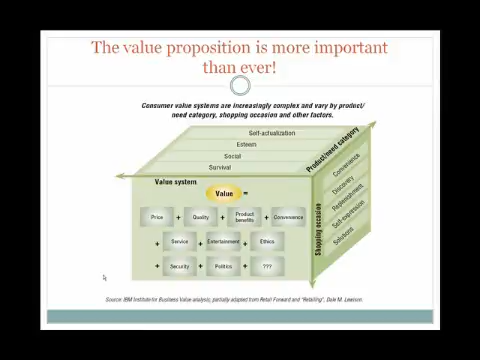 The value proposition is more important
than ever!
Consumer value systems are increasingly complex and vary by product/
need category, shopping occasion and other factors.
Self-actualization
Esteem
Social
Survival
Product/need category
Value system
Value =
Price + Quality + Product benefits + Convenience
+ Service + Entertainment + Ethics
+ Security + Politics + ???
Shopping occasion
Convenience
Discovery
Replenishment
Self-expression
Solutions
Source: IBM Institute for Business Value analysis, partially adapted from Retail Forward and "Retailing", Dale M. Lewison.